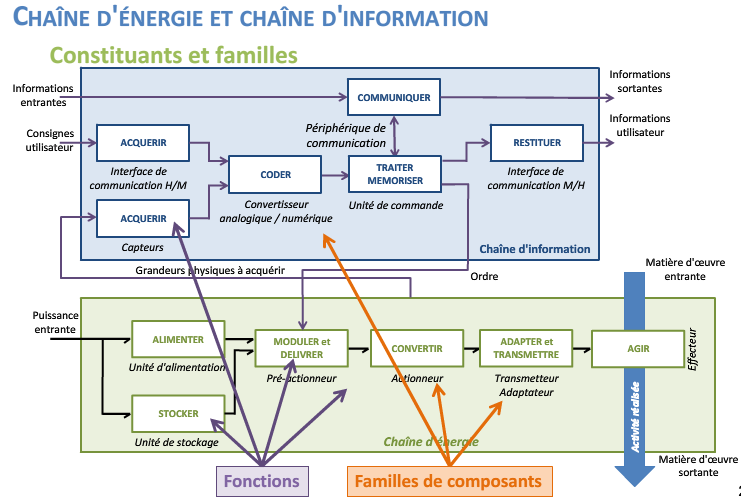 CHAÎNE D'ÉNERGIE ET CHAÎNE D'INFORMATION
Constituants et familles
Informations
entrantes
COMMUNIQUER
Informations
sortantes
Consignes
utilisateur
ACQUERIR
Interface de
communication H/M
Périphérique de
communication
CODER
Convertisseur
analogique / numérique
TRAITER
MEMORISER
Unité de commande
RESTITUER
Interface de
communication M/H
Informations
utilisateur
ACQUERIR
Capteurs
Chaîne d'information
Grandeurs physiques à acquérir
Ordre
Matière d'œuvre
entrante
Puissance
entrante
ALIMENTER
Unité d'alimentation
MODULER et
DELIVRER
Pré-actionneur
CONVERTIR
Actionneur
ADAPTER et
TRANSMETTRE
Transmetteur
Adaptateur
AGIR
Effecteur
STOCKER
Unité de stockage
Chaîne d'énergie
Activité réalisée
Matière d'œuvre
sortante
Fonctions
Familles de composants